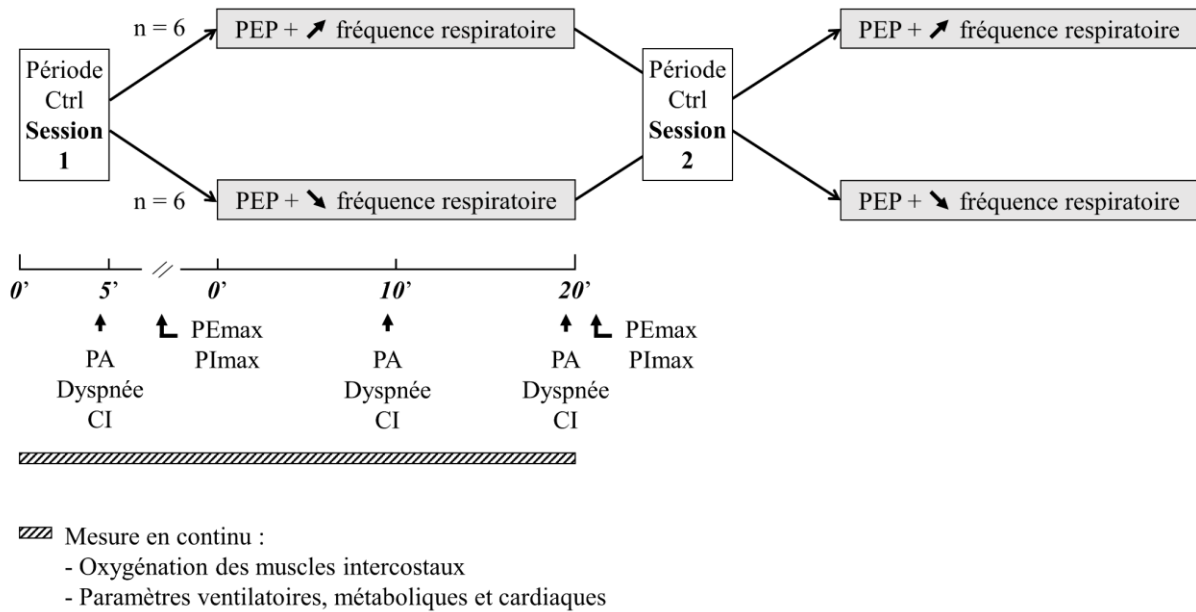 n = 6
PEP + ↗ fréquence respiratoire
PEP + ↗ fréquence respiratoire
Période
Ctrl
Session
1
Période
Ctrl
Session
2
n = 6
PEP + ↘ fréquence respiratoire
PEP + ↘ fréquence respiratoire
0’ 5’ // 0’ 10’ 20’
PEmax
PImax
PEmax
PImax
PA
Dyspnée
CI
PA
Dyspnée
CI
PA
Dyspnée
CI
Mesure en continu :
- Oxygénation des muscles intercostaux
- Paramètres ventilatoires, métaboliques et cardiaques